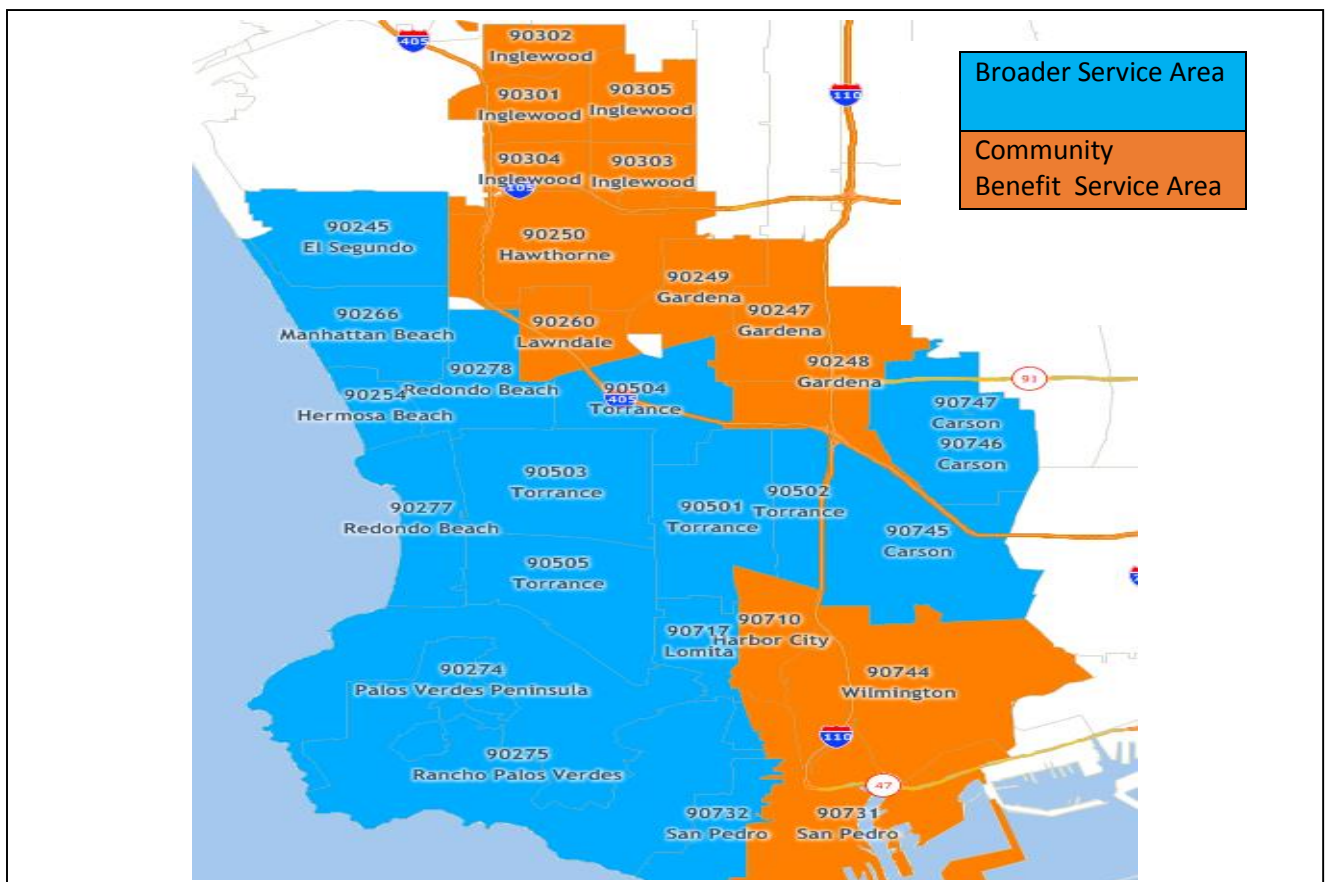 405
90302
Inglewood
90301
Inglewood
90305
Inglewood
110
90304
Inglewood
90303
Inglewood
105
Broader Service Area
Community
Benefit Service Area
90245
El Segundo
90250
Hawthorne
90249
Gardena
90266
Manhattan Beach
90260
Lawndale
90247
Gardena
90278
Redondo Beach
90254
Hermosa Beach
90504
405
Torrance
90248
Gardena
91
90747
Carson
90746
Carson
90503
Torrance
90277
Redondo Beach
90501
Torrance
90502
Torrance
90745
Carson
90505
Torrance
90717
Lomita
90710
Harbor City
90274
Palos Verdes Peninsula
90744
Wilmington
110
90275
Rancho Palos Verdes
47
90732
San Pedro
90731
San Pedro